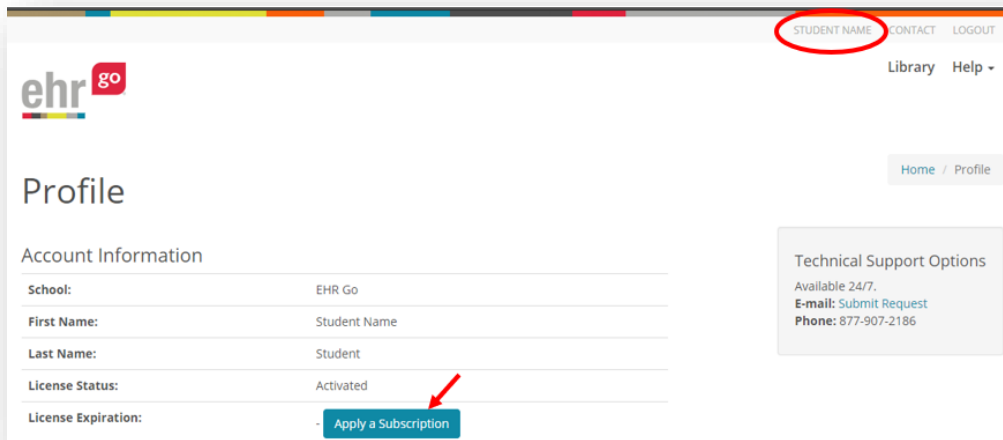 STUDENT NAME CONTACT LOGOUT
Library Help
ehr go
Home / Profile
Profile
Account Information
School: EHR Go
First Name: Student Name
Last Name: Student
License Status: Activated
License Expiration: - Apply a Subscription
Technical Support Options
Available 24/7.
E-mail: Submit Request
Phone: 877-907-2186